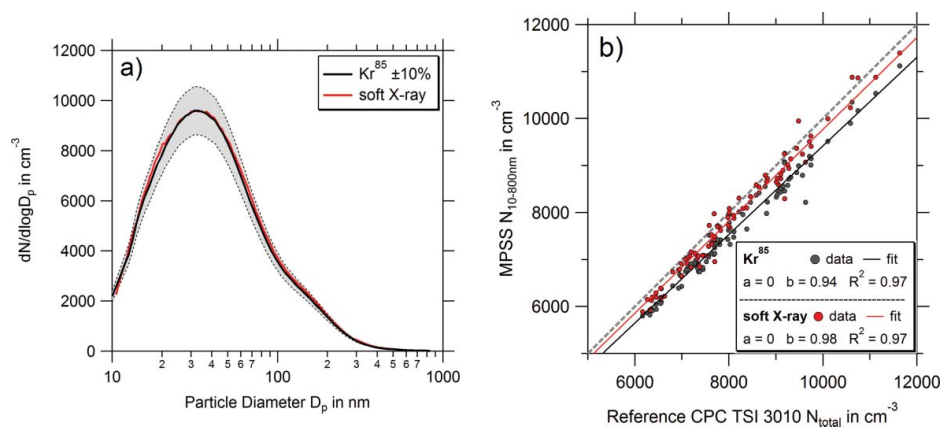 a)
12000
10000
8000
6000
4000
2000
0
dN/dlogDp in cm-3
Kr85 ±10%
soft X-ray
10 2 3 4 5 6 7 100 2 3 4 5 6 7 1000
Particle Diameter Dp in nm
b)
12000
10000
8000
6000
MPSS N10-800nm in cm-3
Kr85 data fit
a = 0 b = 0.94 R2 = 0.97
soft X-ray data fit
a = 0 b = 0.98 R2 = 0.97
6000 8000 10000 12000
Reference CPC TSI 3010 Ntotal in cm-3